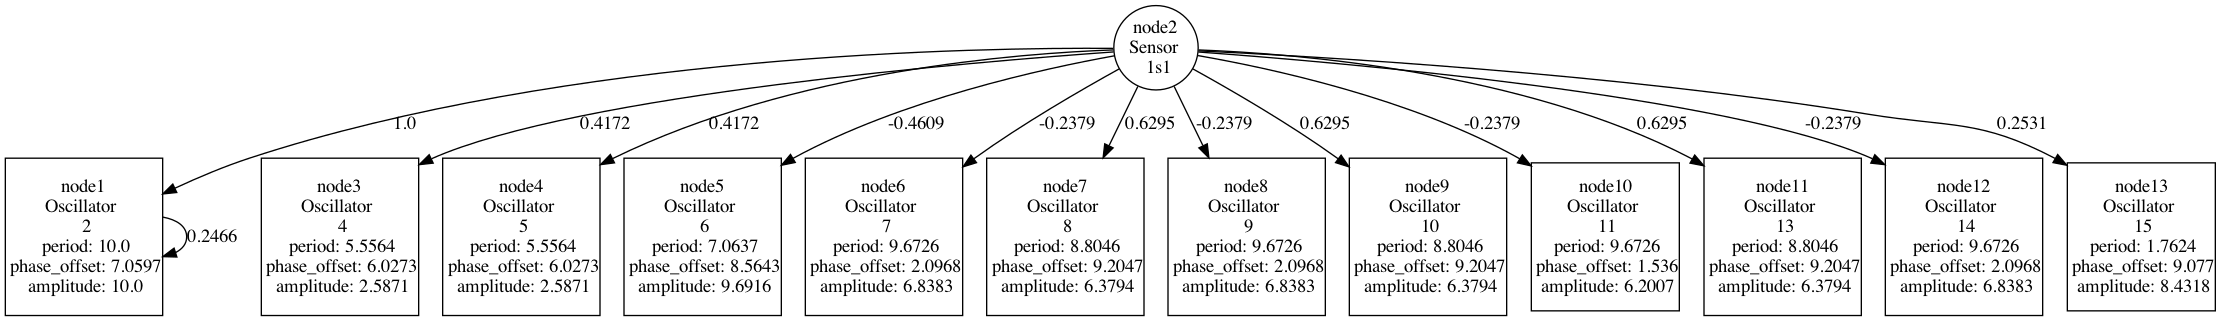 node2
Sensor
1s1
1.0
0.4172
0.4172
-0.4609
-0.2379
0.6295
-0.2379
0.6295
-0.2379
0.6295
-0.2379
0.2531
node1
Oscillator
2
period: 10.0
phase_offset: 7.0597
amplitude: 10.0
0.2466
node3
Oscillator
4
period: 5.5564
phase_offset: 6.0273
amplitude: 2.5871
node4
Oscillator
5
period: 5.5564
phase_offset: 6.0273
amplitude: 2.5871
node5
Oscillator
6
period: 7.0637
phase_offset: 8.5643
amplitude: 9.6916
node6
Oscillator
7
period: 9.6726
phase_offset: 2.0968
amplitude: 6.8383
node7
Oscillator
8
period: 8.8046
phase_offset: 9.2047
amplitude: 6.3794
node8
Oscillator
9
period: 9.6726
phase_offset: 2.0968
amplitude: 6.8383
node9
Oscillator
10
period: 8.8046
phase_offset: 9.2047
amplitude: 6.3794
node10
Oscillator
11
period: 9.6726
phase_offset: 1.536
amplitude: 6.2007
node11
Oscillator
13
period: 8.8046
phase_offset: 9.2047
amplitude: 6.3794
node12
Oscillator
14
period: 9.6726
phase_offset: 2.0968
amplitude: 6.8383
node13
Oscillator
15
period: 1.7624
phase_offset: 9.077
amplitude: 8.4318